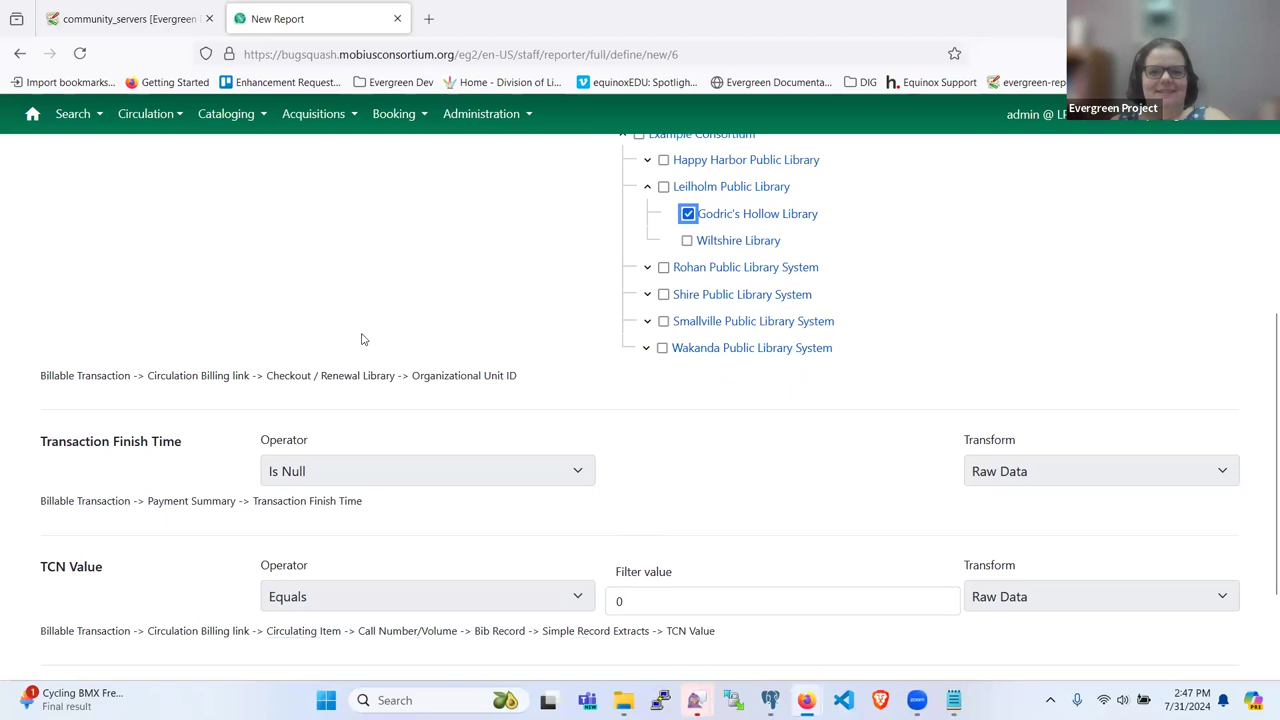 community_servers [Evergreen
New Report
https://bugsquash.mobiusconsortium.org/eg2/en-US/staff/reporter/full/define/new/6
Import bookmarks...
Getting Started
Enhancement Request...
Evergreen Dev
Home - Division of Li...
equinoxEDU: Spotligh...
Evergreen Documenta...
DIG
Equinox Support
evergreen-rep
Search
Circulation
Cataloging
Acquisitions
Booking
Administration
admin @ LH
Evergreen Project
Example Consortium
Happy Harbor Public Library
Leilholm Public Library
Godric's Hollow Library
Wiltshire Library
Rohan Public Library System
Shire Public Library System
Smallville Public Library System
Wakanda Public Library System
Billable Transaction -> Circulation Billing link -> Checkout / Renewal Library -> Organizational Unit ID
Transaction Finish Time
Operator
Transform
Is Null
Raw Data
Billable Transaction -> Payment Summary -> Transaction Finish Time
TCN Value
Operator
Filter value
Transform
Equals
0
Raw Data
Billable Transaction -> Circulation Billing link -> Circulating Item -> Call Number/Volume -> Bib Record -> Simple Record Extracts -> TCN Value
1
Cycling BMX Fre...
Final result
Search
zoom
2:47 PM
7/31/2024